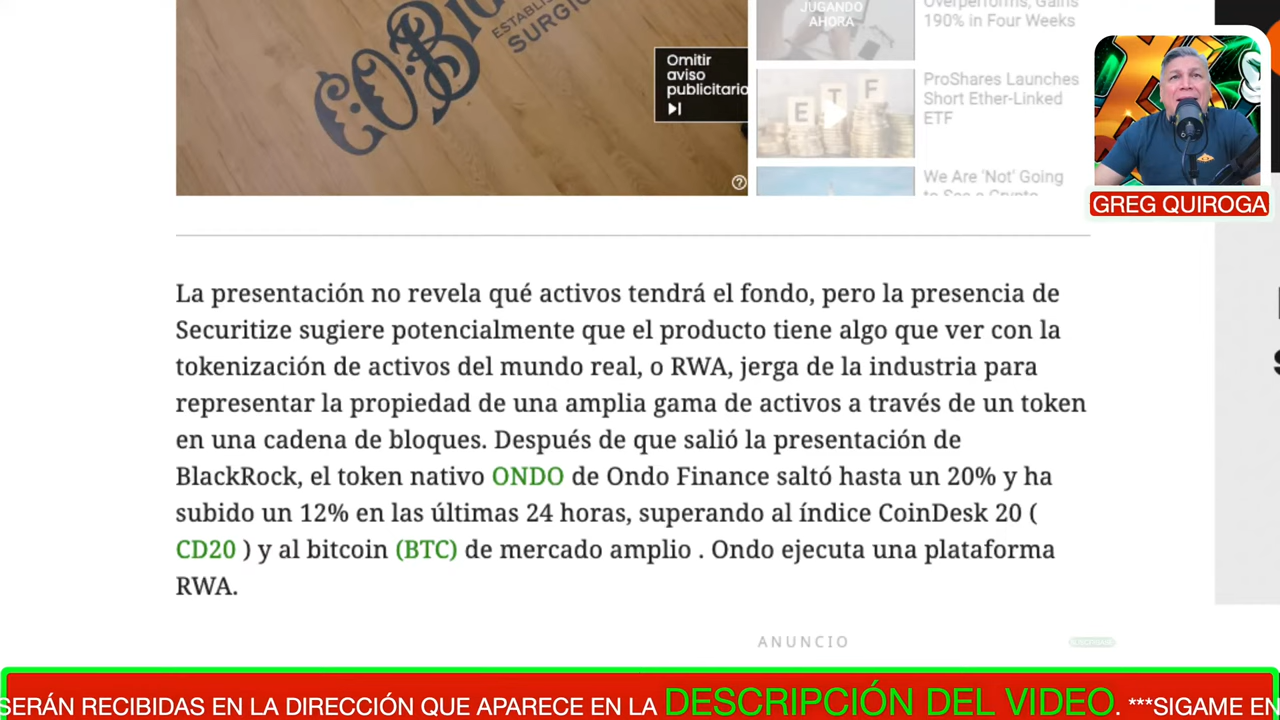 ESTABLIS
SURGIC
Omitir
aviso
publicitario
JUGANDO
AHORA
Overperforms, Gains
190% in Four Weeks
ETF
ProShares Launches
Short Ether-Linked
ETF
We Are 'Not' Going
GREG QUIROGA
La presentación no revela qué activos tendrá el fondo, pero la presencia de
Securitize sugiere potencialmente que el producto tiene algo que ver con la
tokenización de activos del mundo real, o RWA, jerga de la industria para
representar la propiedad de una amplia gama de activos a través de un token
en una cadena de bloques. Después de que salió la presentación de
BlackRock, el token nativo ONDO de Ondo Finance saltó hasta un 20% y ha
subido un 12% en las últimas 24 horas, superando al índice CoinDesk 20 (
CD20 ) y al bitcoin (BTC) de mercado amplio . Ondo ejecuta una plataforma
RWA.
ANUNCIO
SERÁN RECIBIDAS EN LA DIRECCIÓN QUE APARECE EN LA DESCRIPCIÓN DEL VIDEO. ***SIGAME EN